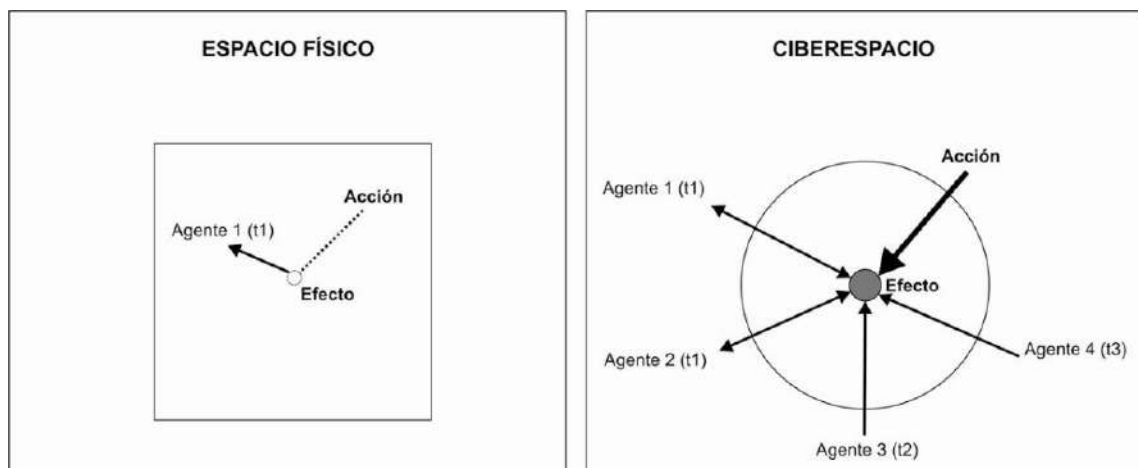 ESPACIO FÍSICO
Acción
Agente 1 (t1)
Efecto
CIBERESPACIO
Acción
Agente 1 (t1)
Efecto
Agente 2 (t1)
Agente 4 (t3)
Agente 3 (t2)